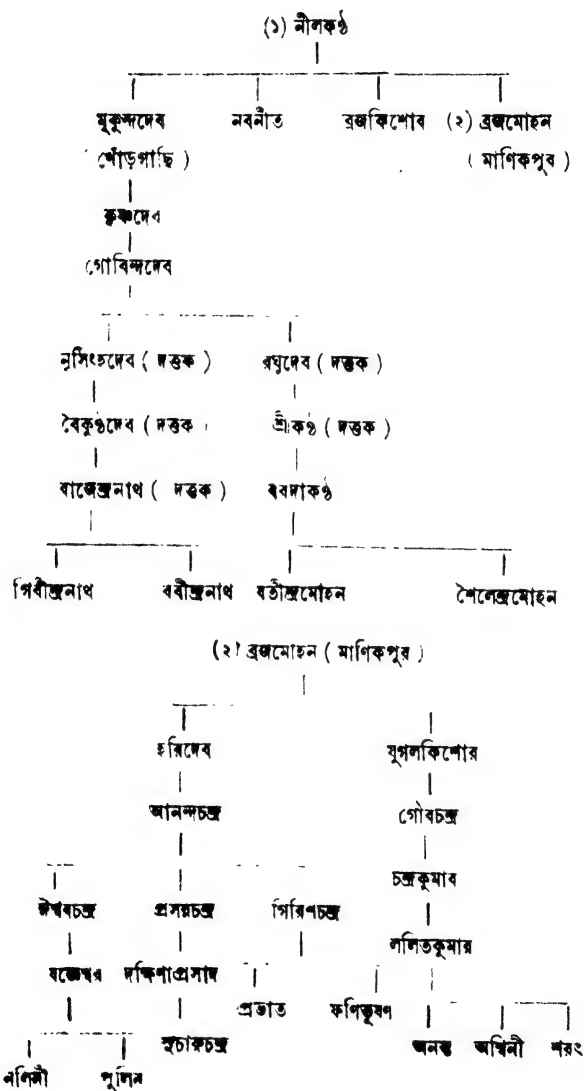 (১) নীলকণ্ঠ
মুকুন্দদেব নবনীত ব্রজকিশোর (২) ব্রজমোহন
(খোঁড়গাছি) (মাণিকপুর)
কৃষ্ণদেব
গোবিন্দদেব
নৃসিংহদেব (দত্তক) রঘুদেব (দত্তক)
বৈকুণ্ঠদেব (দত্তক) শ্রীকণ্ঠ (দত্তক)
রাজেন্দ্রনাথ (দত্তক) বরদাকণ্ঠ
গিরীন্দ্রনাথ রবীন্দ্রনাথ যতীন্দ্রমোহন শৈলেন্দ্রমোহন
(২) ব্রজমোহন (মাণিকপুর)
হরিদেব যুগলকিশোর
আনন্দচন্দ্র গৌরচন্দ্র
চন্দ্রকুমার
ঈশ্বরচন্দ্র প্রসন্নচন্দ্র গিরিশচন্দ্র
ললিতকুমার
যজ্ঞেশ্বর দক্ষিণাপ্রসাদ
প্রভাত ফণিভূষণ
সুচারুচন্দ্র অনন্ত অশ্বিনী শরৎ
নলিনী পুলিন